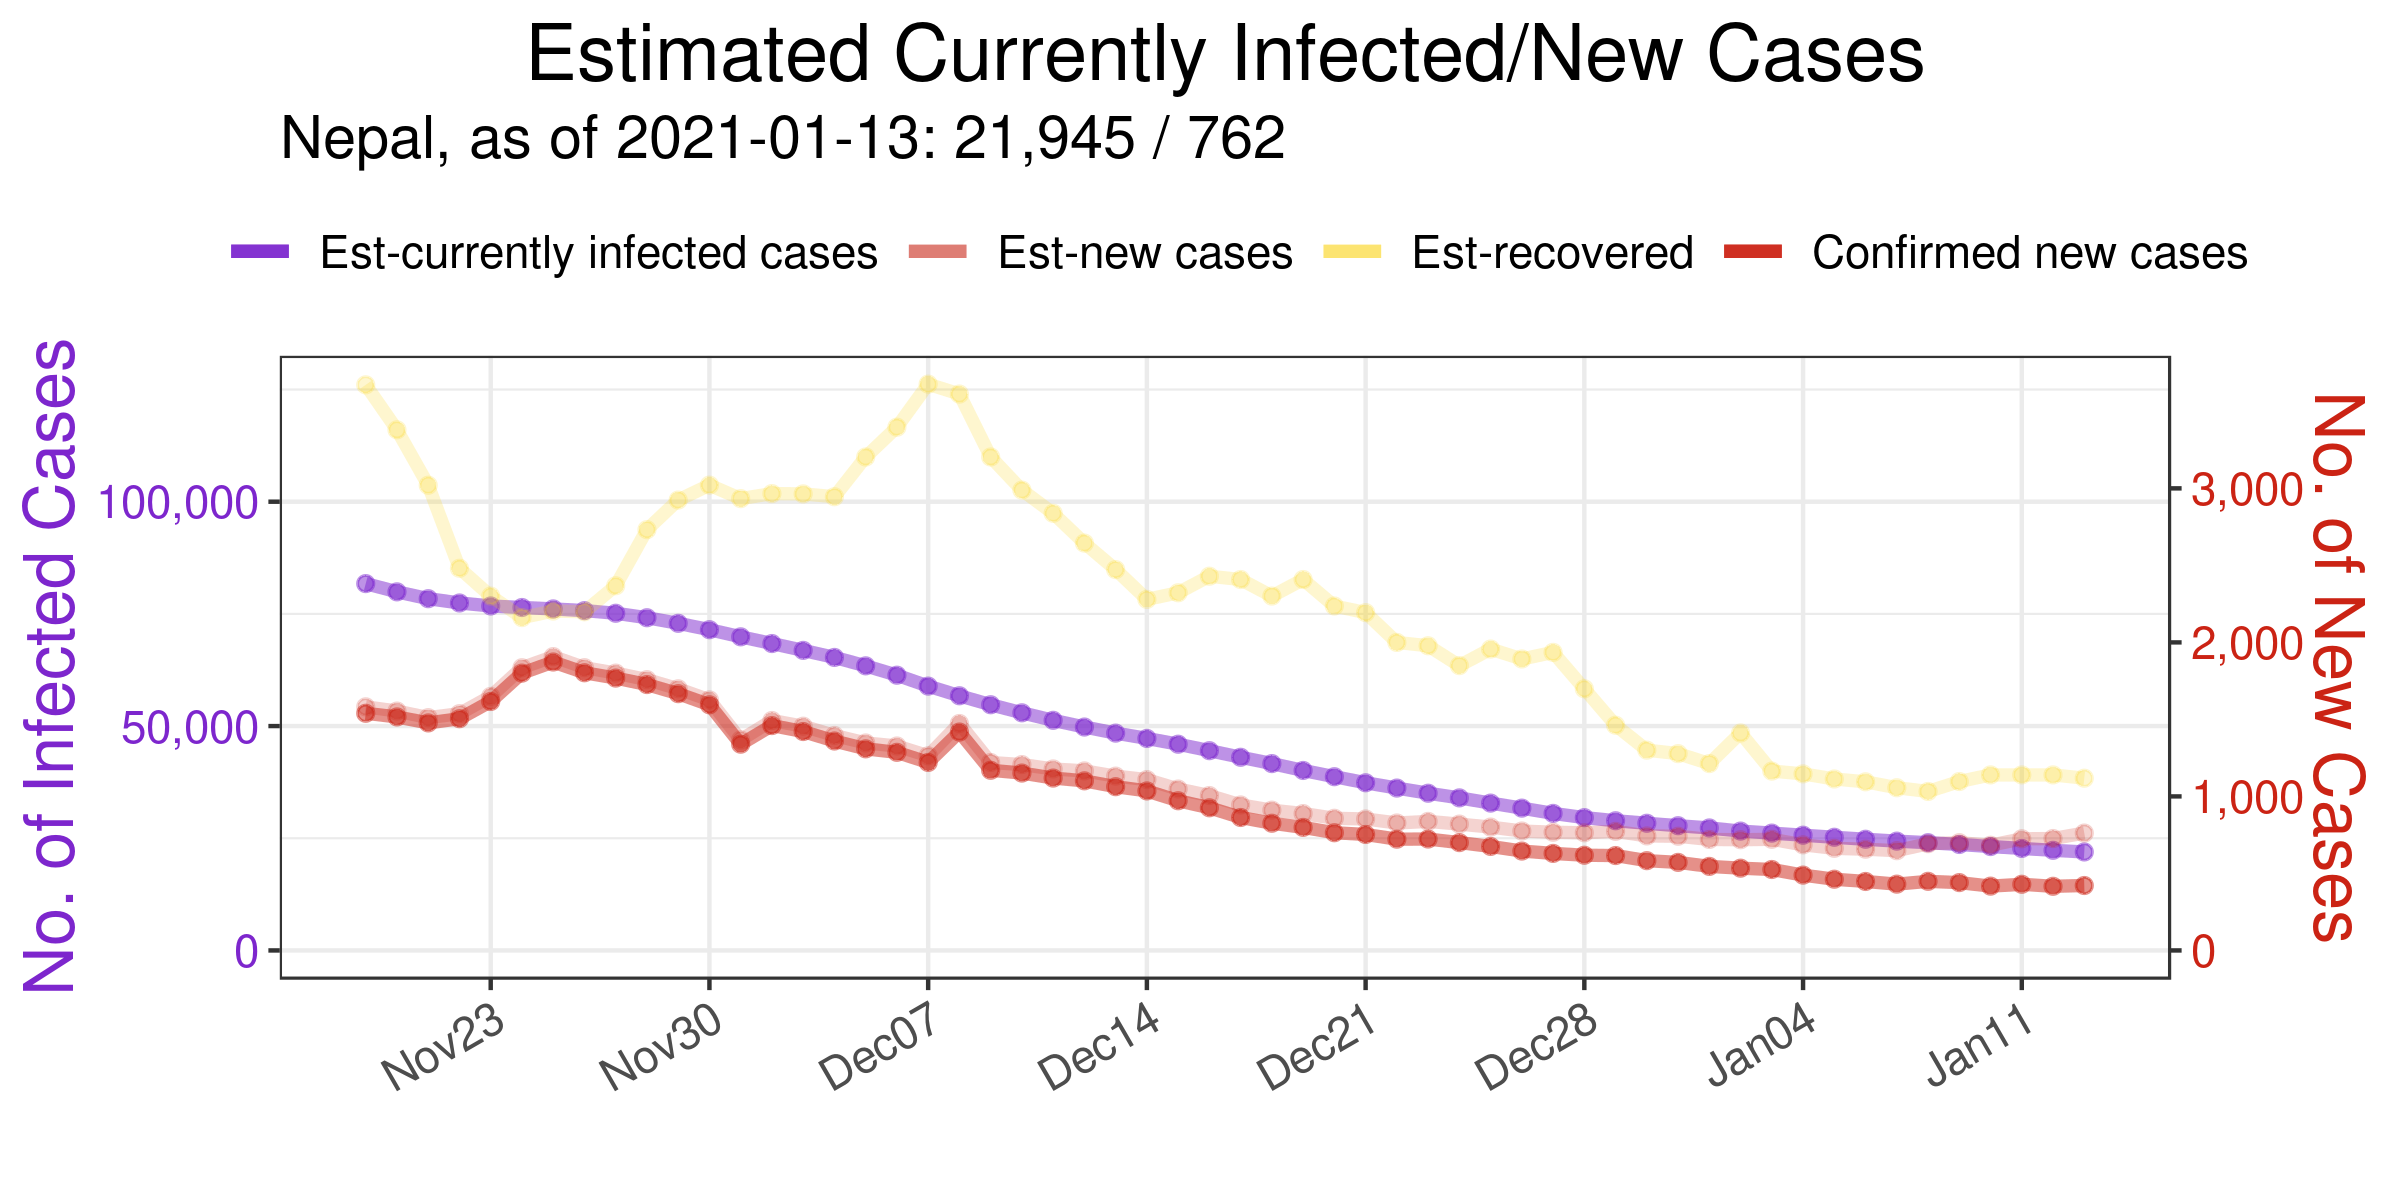 Estimated Currently Infected/New Cases
Nepal, as of 2021-01-13: 21,945 / 762
Est-currently infected cases Est-new cases Est-recovered Confirmed new cases
No. of Infected Cases
100,000
50,000
0
3,000
2,000
1,000
0
No. of New Cases
Nov23 Nov30 Dec07 Dec14 Dec21 Dec28 Jan04 Jan11